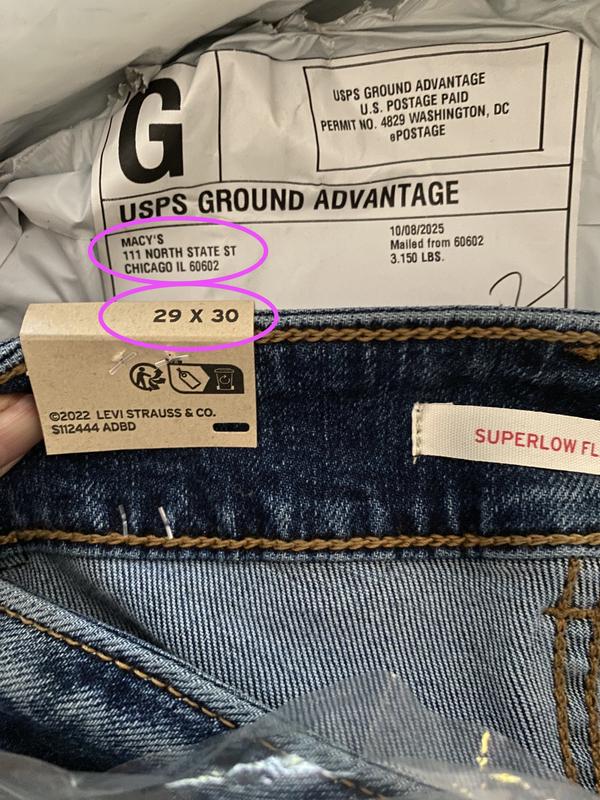 G
USPS GROUND ADVANTAGE
U.S. POSTAGE PAID
PERMIT NO. 4829 WASHINGTON, DC
ePOSTAGE
USPS GROUND ADVANTAGE
MACY'S
111 NORTH STATE ST
CHICAGO IL 60602
10/08/2025
Mailed from 60602
3.150 LBS.
29 X 30
©2022 LEVI STRAUSS & CO.
S112444 ADBD
SUPERLOW FL